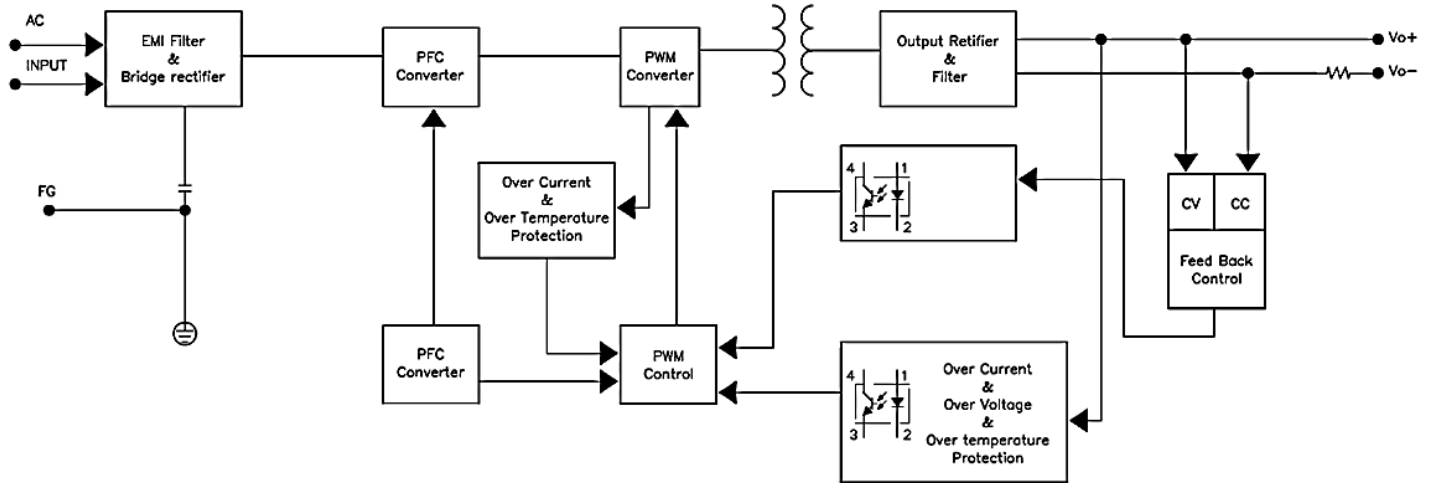 AC
INPUT
EMI Filter
&
Bridge rectifier
PFC
Converter
PWM
Converter
Output Retifier
&
Filter
Vo+
Vo-
FG
Over Current
&
Over Temperature
Protection
4 1
3 2
CV CC
Feed Back
Control
PFC
Converter
PWM
Control
4 1
3 2
Over Current
&
Over Voltage
&
Over temperature
Protection